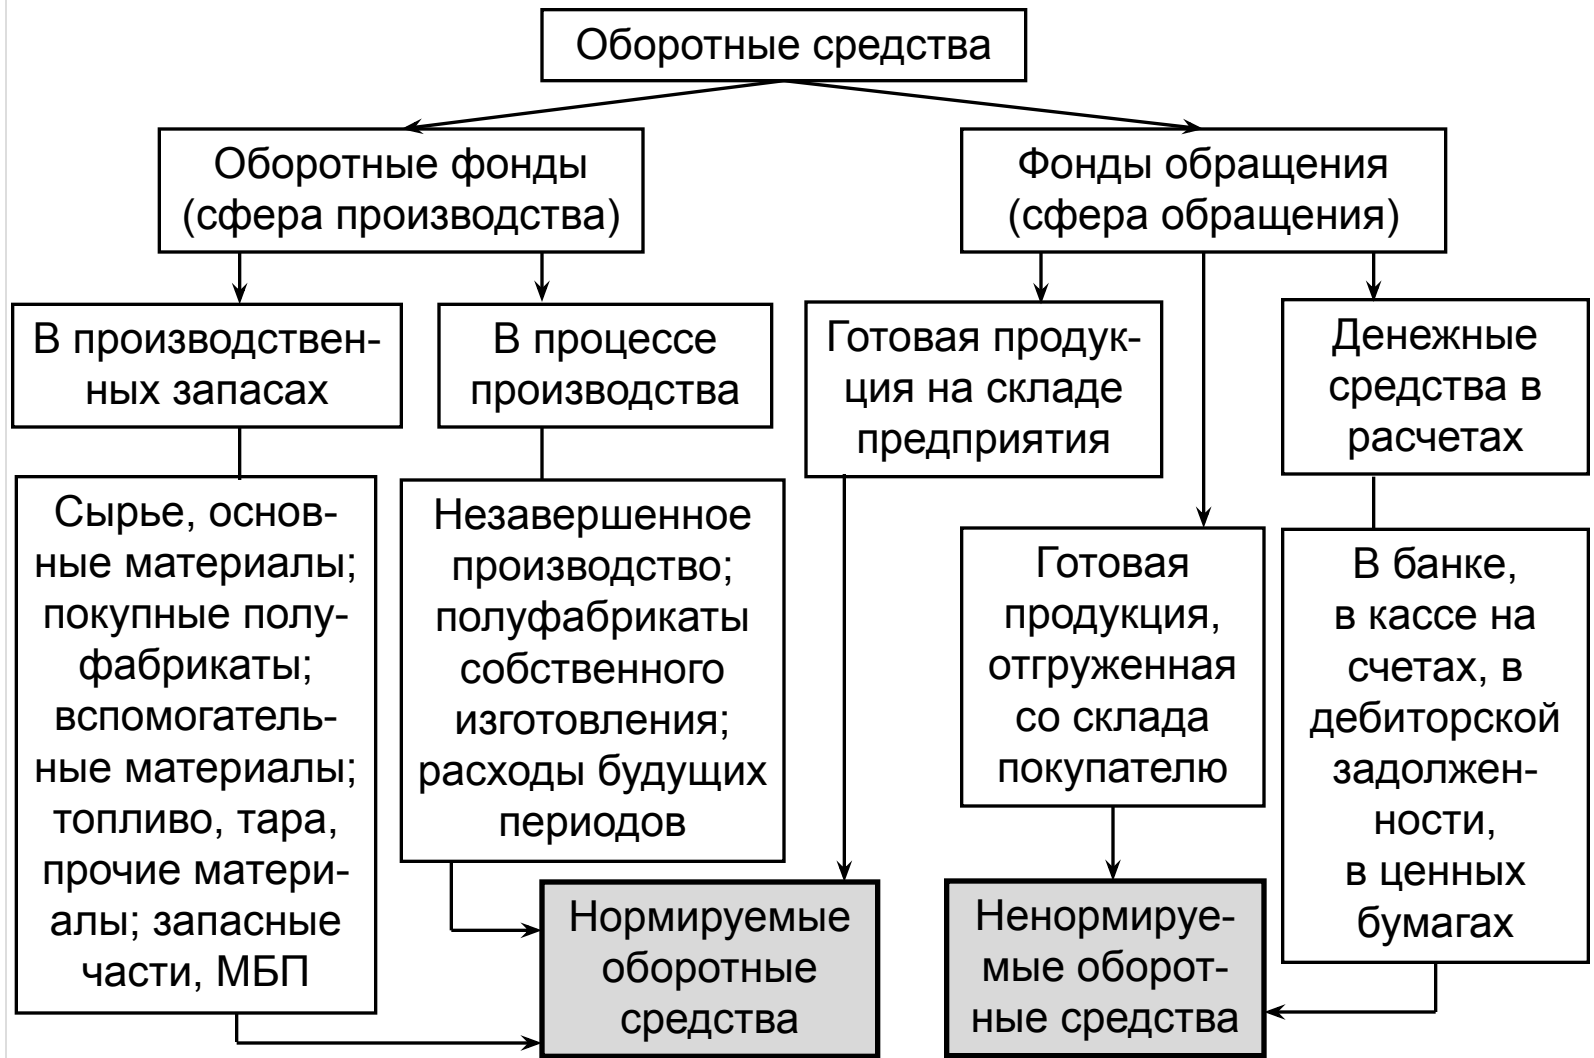 Оборотные средства
Оборотные фонды
(сфера производства)
Фонды обращения
(сфера обращения)
В производствен-
ных запасах
В процессе
производства
Готовая продук-
ция на складе
предприятия
Денежные
средства в
расчетах
Сырье, основ-
ные материалы;
покупные полу-
фабрикаты;
вспомогатель-
ные материалы;
топливо, тара,
прочие матери-
алы; запасные
части, МБП
Незавершенное
производство;
полуфабрикаты
собственного
изготовления;
расходы будущих
периодов
Готовая
продукция,
отгруженная
со склада
покупателю
В банке,
в кассе на
счетах, в
дебиторской
задолжен-
ности,
в ценных
бумагах
Нормируемые
оборотные
средства
Ненормируе-
мые оборот-
ные средства